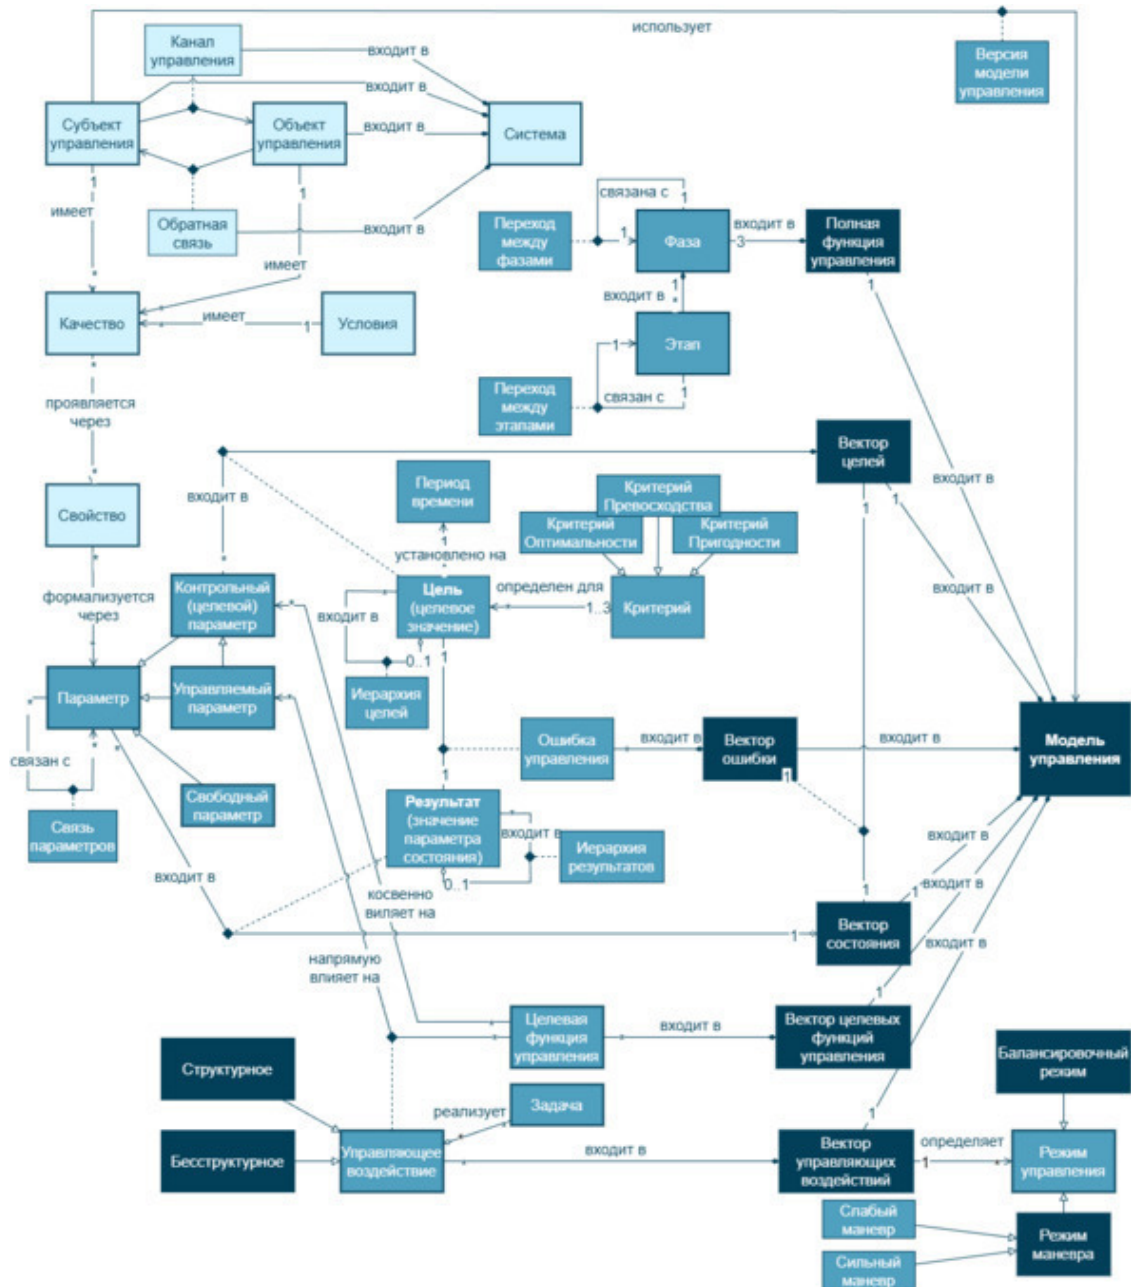 использует
Канал
управления
входит в
Версия
модели
управления
входит в
Субъект
управления
Объект
управления
входит в
Система
1
1
имеет
Обратная
связь
входит в
связана с
1
Переход
между
фазами
1
Фаза
входит в
3
Полная
функция
управления
1
имеет
*
1
*
входит в
Качество
*
*
имеет
1
Условия
1
Этап
*
Переход
между
этапами
связан с
1
проявляется
через
*
Вектор
целей
1
1
входит в
входит в
Период
времени
Критерий
Превосходства
Критерий
Оптимальности
Критерий
Пригодности
Свойство
*
1
установлено на
*
*
формализуется
через
Контрольный
(целевой)
параметр
*
Цель
(целевое
значение)
*
определен для
*
1..3
Критерий
входит в
входит в
0..1
1
*
Параметр
Управляемый
параметр
*
Иерархия
целей
*
*
*
связан с
Ошибка
управления
*
входит в
Вектор
ошибки
1
входит в
Модель
управления
Свободный
параметр
1
Связь
параметров
Результат
(значение
параметра
состояния)
*
входит в
0..1
Иерархия
результатов
входит в
входит в
1
1
косвенно
виляет на
1
Вектор
состояния
входит в
входит в
напрямую
влияет на
1
*
*
Целевая
функция
управления
*
входит в
Вектор целевых
функций
управления
Балансировочный
режим
Структурное
реализует
*
Задача
*
1
Бесструктурное
Управляющее
воздействие
*
входит в
Вектор
управляющих
воздействий
определяет
1
*
Режим
управления
Слабый
маневр
Режим
маневра
Сильный
маневр